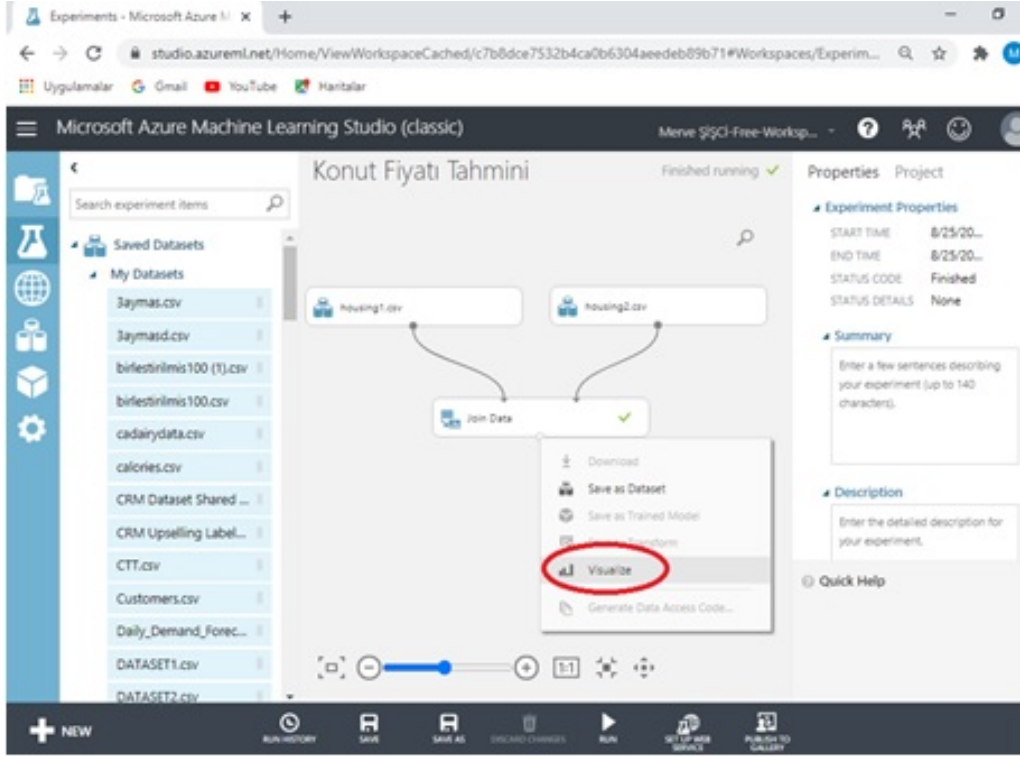 Experiments - Microsoft Azure M
studio.azureml.net/Home/ViewWorkspaceCached/c7b8dce7532b4ca0b6304aeedeb89b71#Workspaces/Experim...
Uygulamalar Gmail YouTube Haritalar
Microsoft Azure Machine Learning Studio (classic)
Merve ŞİŞCİ-Free-Worksp...
Search experiment items
Saved Datasets
My Datasets
3aymas.csv
3aymasd.csv
birlestirilmis100 (1).csv
birlestirilmis100.csv
cadairydata.csv
calories.csv
CRM Dataset Shared ...
CRM Upselling Label...
CTT.csv
Customers.csv
Daily_Demand_Forec...
DATASET1.csv
DATASET2.csv
Konut Fiyatı Tahmini
Finished running
housing1.csv
housing2.csv
Join Data
Download
Save as Dataset
Save as Trained Model
Transform
Visualize
Generate Data Access Code...
1:1
Properties Project
Experiment Properties
START TIME 8/25/20...
END TIME 8/25/20...
STATUS CODE Finished
STATUS DETAILS None
Summary
Enter a few sentences describing
your experiment (up to 140
characters).
Description
Enter the detailed description for
your experiment.
Quick Help
NEW
RUN HISTORY
SAVE
SAVE AS
DISCARD CHANGES
RUN
SET UP WEB
SERVICE
PUBLISH TO
GALLERY